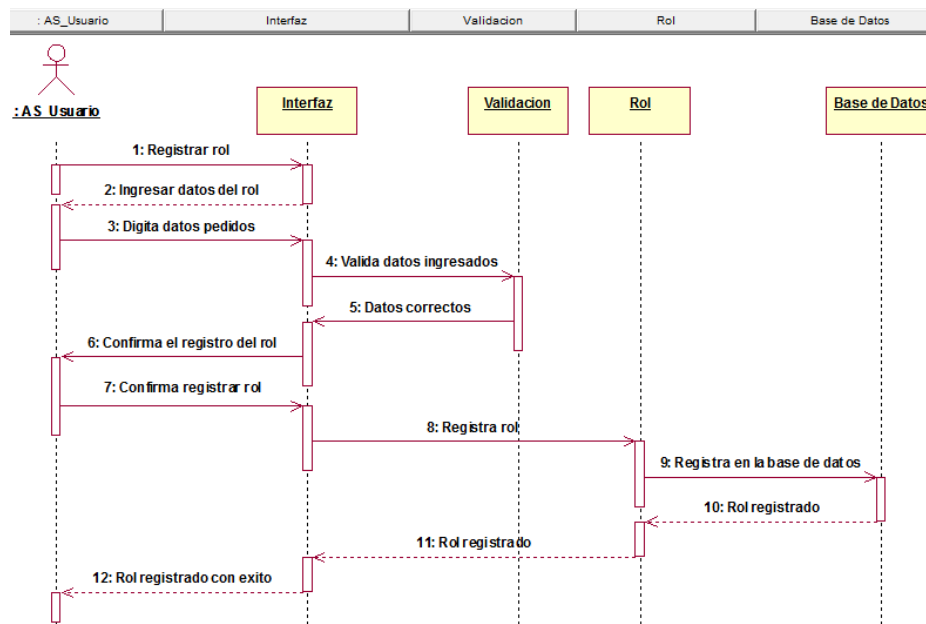 : AS_Usuario
Interfaz
Validacion
Rol
Base de Datos
: AS_Usuario
Interfaz
Validacion
Rol
Base de Datos
1: Registrar rol
2: Ingresar datos del rol
3: Digita datos pedidos
4: Valida datos ingresados
5: Datos correctos
6: Confirma el registro del rol
7: Confirma registrar rol
8: Registra rol
9: Registra en la base de datos
10: Rol registrado
11: Rol registrado
12: Rol registrado con exito